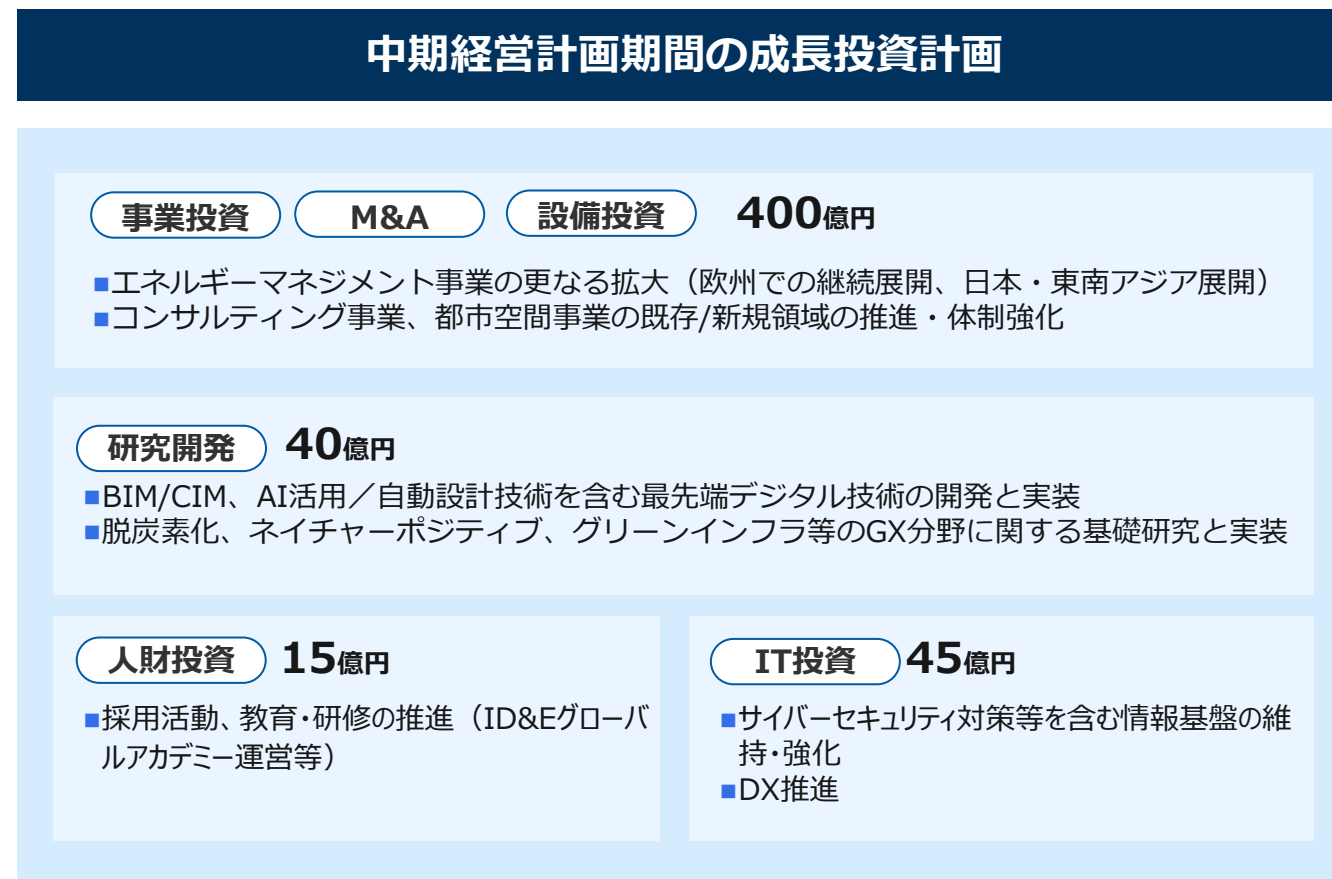 中期経営計画期間の成長投資計画
事業投資 M&A 設備投資 400億円
■エネルギーマネジメント事業の更なる拡大（欧州での継続展開、日本・東南アジア展開）
■コンサルティング事業、都市空間事業の既存/新規領域の推進・体制強化
研究開発 40億円
■BIM/CIM、AI活用／自動設計技術を含む最先端デジタル技術の開発と実装
■脱炭素化、ネイチャーポジティブ、グリーンインフラ等のGX分野に関する基礎研究と実装
人財投資 15億円
■採用活動、教育・研修の推進（ID&Eグローバ
ルアカデミー運営等）
IT投資 45億円
■サイバーセキュリティ対策等を含む情報基盤の維
持・強化
■DX推進